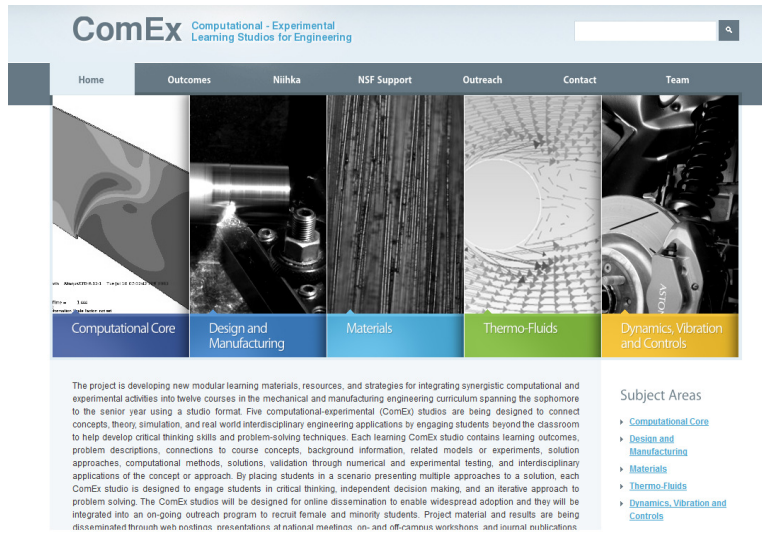 ComEx
Computational - Experimental
Learning Studios for Engineering
Home Outcomes Niihka NSF Support Outreach Contact Team
ASTON
Computational Core
Design and
Manufacturing
Materials
Thermo-Fluids
Dynamics, Vibration
and Controls
The project is developing new modular learning materials, resources, and strategies for integrating synergistic computational and
experimental activities into twelve courses in the mechanical and manufacturing engineering curriculum spanning the sophomore
to the senior year using a studio format. Five computational-experimental (ComEx) studios are being designed to connect
concepts, theory, simulation, and real world interdisciplinary engineering applications by engaging students beyond the classroom
to help develop critical thinking skills and problem-solving techniques. Each learning ComEx studio contains learning outcomes,
problem descriptions, connections to course concepts, background information, related models or experiments, solution
approaches, computational methods, solutions, validation through numerical and experimental testing, and interdisciplinary
applications of the concept or approach. By placing students in a scenario presenting multiple approaches to a solution, each
ComEx studio is designed to engage students in critical thinking, independent decision making, and an iterative approach to
problem solving. The ComEx studios will be designed for online dissemination to enable widespread adoption and they will be
integrated into an on-going outreach program to recruit female and minority students. Project material and results are being
disseminated through web postings, presentations at national meetings, on- and off-campus workshops, and journal publications.
Subject Areas
Computational Core
Design and
Manufacturing
Materials
Thermo-Fluids
Dynamics, Vibration and
Controls